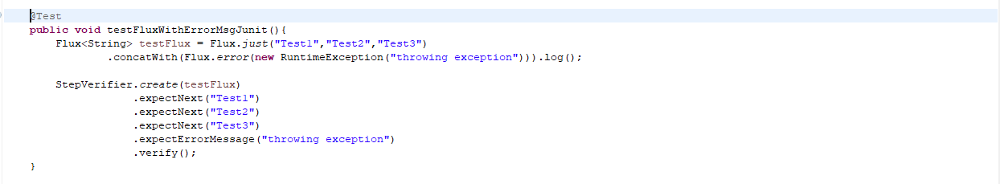 @Test
public void testFluxWithErrorMsgJunit(){
Flux<String> testFlux = Flux.just("Test1","Test2","Test3")
.concatWith(Flux.error(new RuntimeException("throwing exception"))).log();
StepVerifier.create(testFlux)
.expectNext("Test1")
.expectNext("Test2")
.expectNext("Test3")
.expectErrorMessage("throwing exception")
.verify();
}